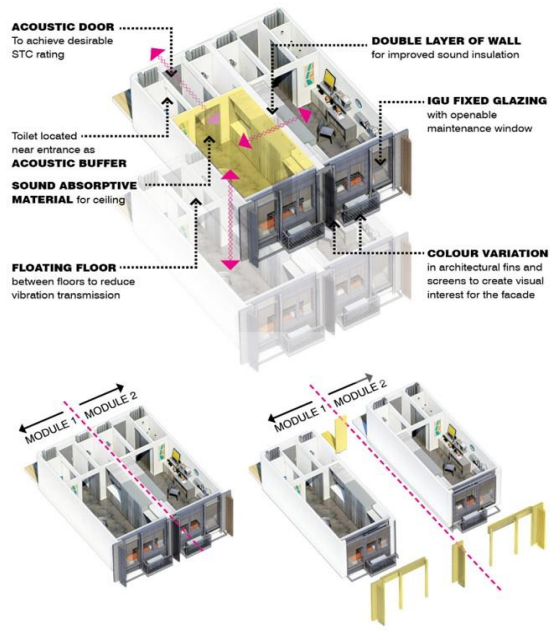 ACOUSTIC DOOR
To achieve desirable
STC rating
DOUBLE LAYER OF WALL
for improved sound insulation
IGU FIXED GLAZING
with openable
maintenance window
Toilet located
near entrance as
ACOUSTIC BUFFER
SOUND ABSORPTIVE
MATERIAL for ceiling
FLOATING FLOOR
between floors to reduce
vibration transmission
COLOUR VARIATION
in architectural fins and
screens to create visual
interest for the facade
MODULE 1
MODULE 2
MODULE 1
MODULE 2